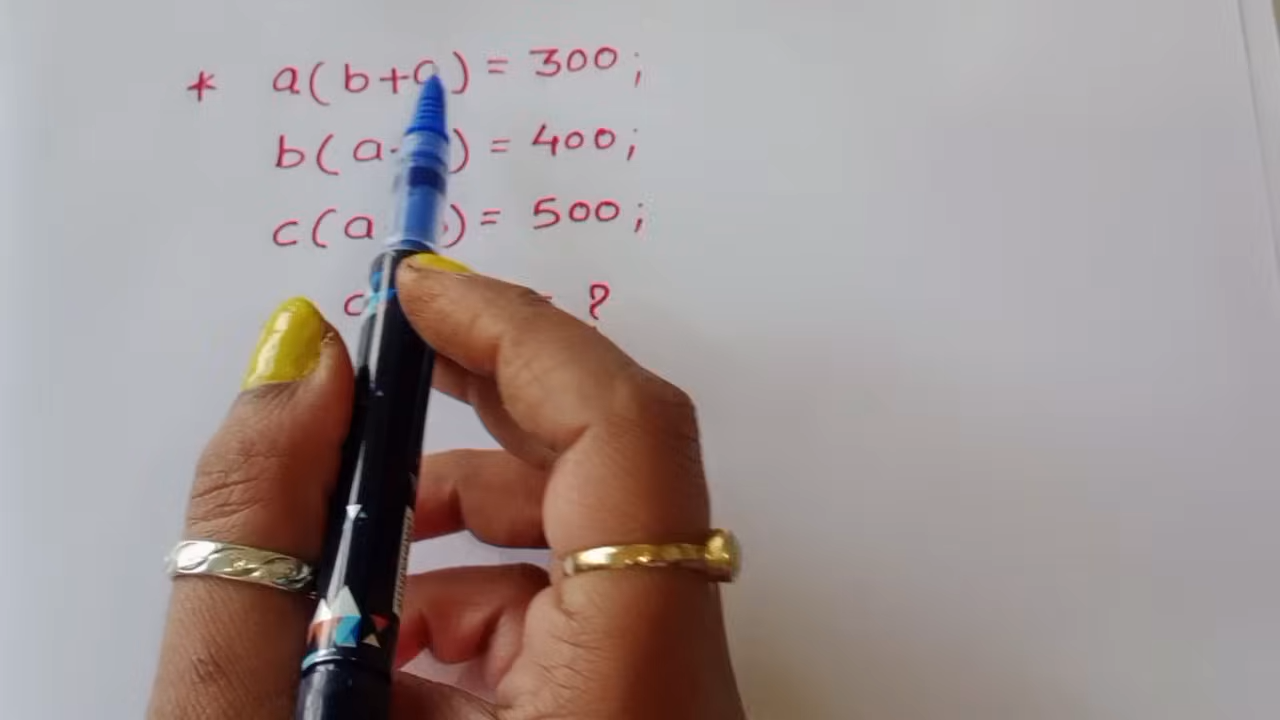 * a(b+c) = 300;
b(a ) = 400;
c(a ) = 500;
?